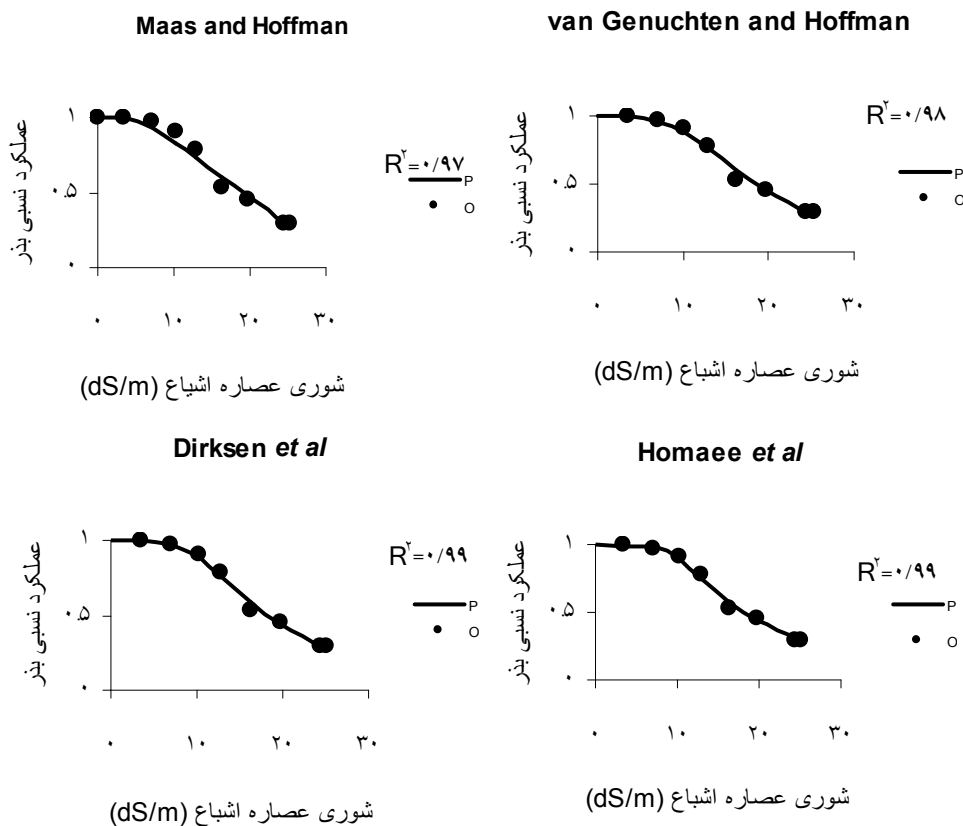 Maas and Hoffman
van Genuchten and Hoffman
عملکرد نسبی بذر
۱
۰٫۵
۰
۰ ۱۰ ۲۰ ۳۰
R۲=۰/۹۷
P
O
شوری عصاره اشباع (dS/m)
عملکرد نسبی بذر
۱
۰٫۵
۰
۰ ۱۰ ۲۰ ۳۰
R۲=۰/۹۸
P
O
شوری عصاره اشباع (dS/m)
Dirksen et al
Homaee et al
عملکرد نسبی بذر
۱
۰٫۵
۰
۰ ۱۰ ۲۰ ۳۰
R۲=۰/۹۹
P
O
شوری عصاره اشباع (dS/m)
عملکرد نسبی بذر
۱
۰٫۵
۰
۰ ۱۰ ۲۰ ۳۰
R۲=۰/۹۹
P
O
شوری عصاره اشباع (dS/m)